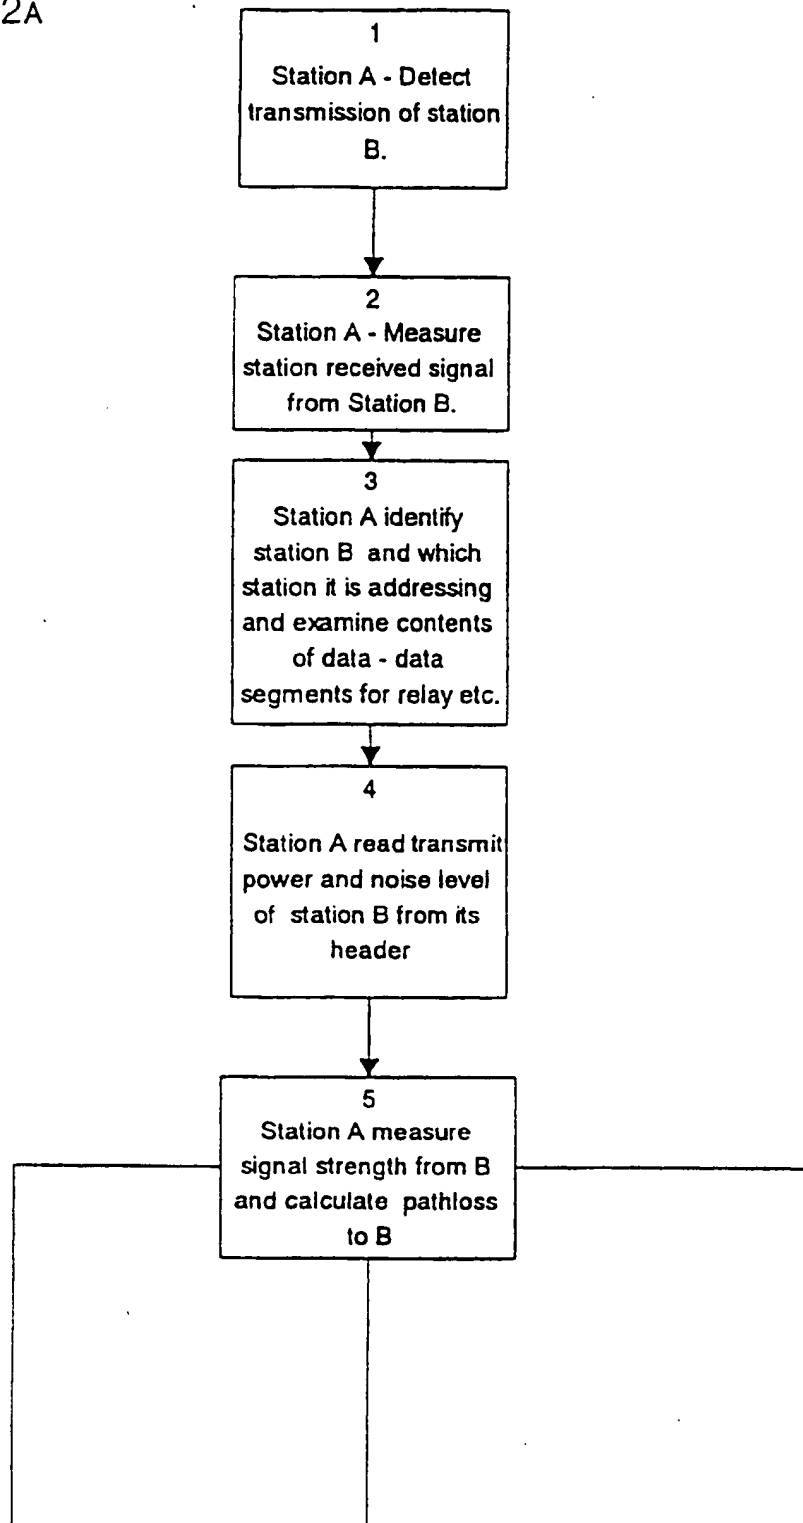 2A
1
Station A - Detect
transmission of station
B.
2
Station A - Measure
station received signal
from Station B.
3
Station A identify
station B and which
station it is addressing
and examine contents
of data - data
segments for relay etc.
4
Station A read transmit
power and noise level
of station B from its
header
5
Station A measure
signal strength from B
and calculate pathloss
to B